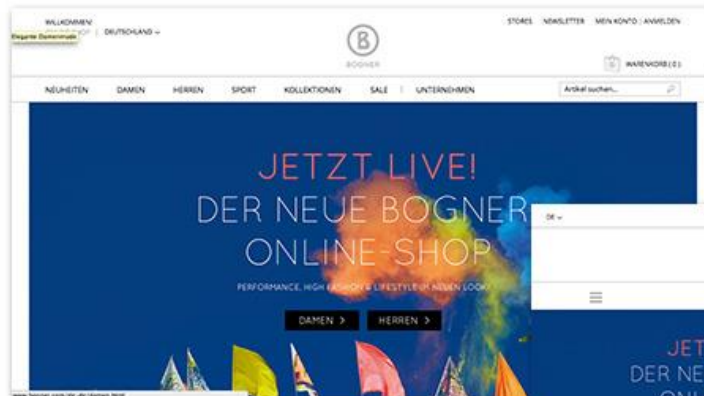 WILLKOMMEN!
DEUTSCHLAND
Elegante Damenmode
STORES NEWSLETTER MEIN KONTO | ANMELDEN
B
BOGNER
WARENKORB ( 0 )
NEUHEITEN DAMEN HERREN SPORT KOLLEKTIONEN SALE | UNTERNEHMEN
Artikel suchen...
JETZT LIVE!
DER NEUE BOGNER
ONLINE-SHOP
PERFORMANCE, HIGH FASHION & LIFESTYLE IM NEUEN LOOK!
DAMEN >
HERREN >
DE
JET
DER NE